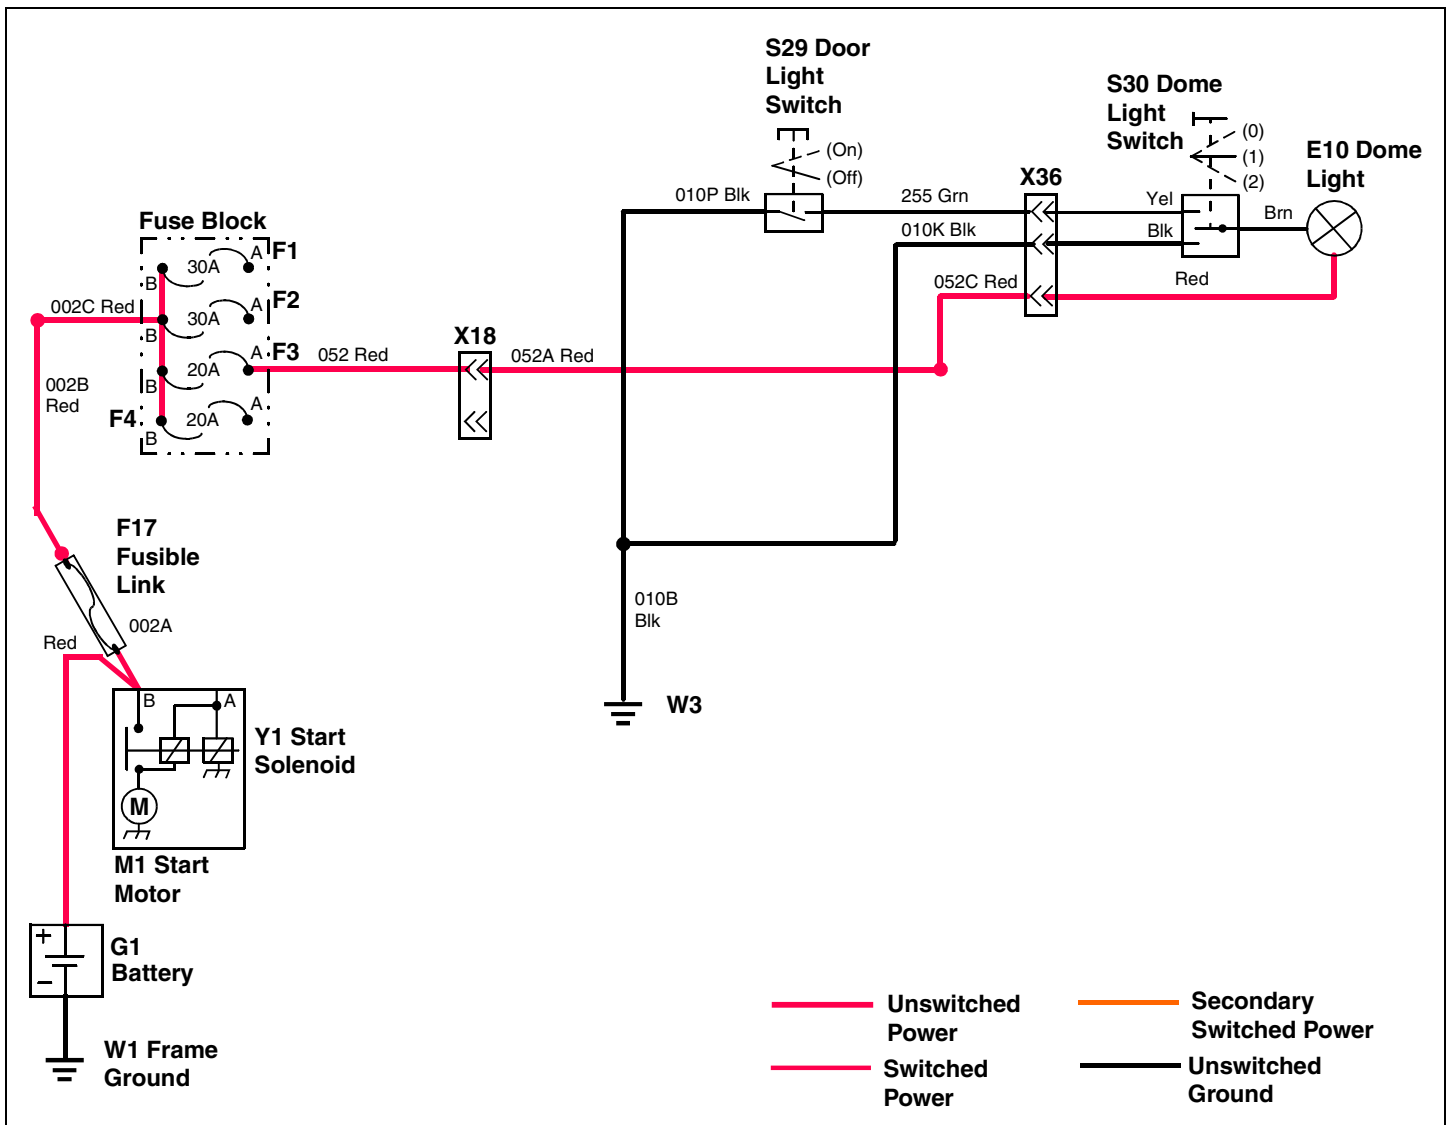 S29 Door
Light
Switch
(On)
(Off)
S30 Dome
Light
Switch
(0)
(1)
(2)
E10 Dome
Light
X36
010P Blk
255 Grn
Yel
Brn
010K Blk
Blk
052C Red
Red
Fuse Block
A
F1
30A
B
002C Red
A
F2
30A
B
A
F3
20A
B
052 Red
X18
052A Red
002B
Red
F4
A
20A
B
F17
Fusible
Link
002A
Red
010B
Blk
W3
B
A
Y1 Start
Solenoid
M
M1 Start
Motor
+
−
G1
Battery
W1 Frame
Ground
Unswitched
Power
Secondary
Switched Power
Switched
Power
Unswitched
Ground